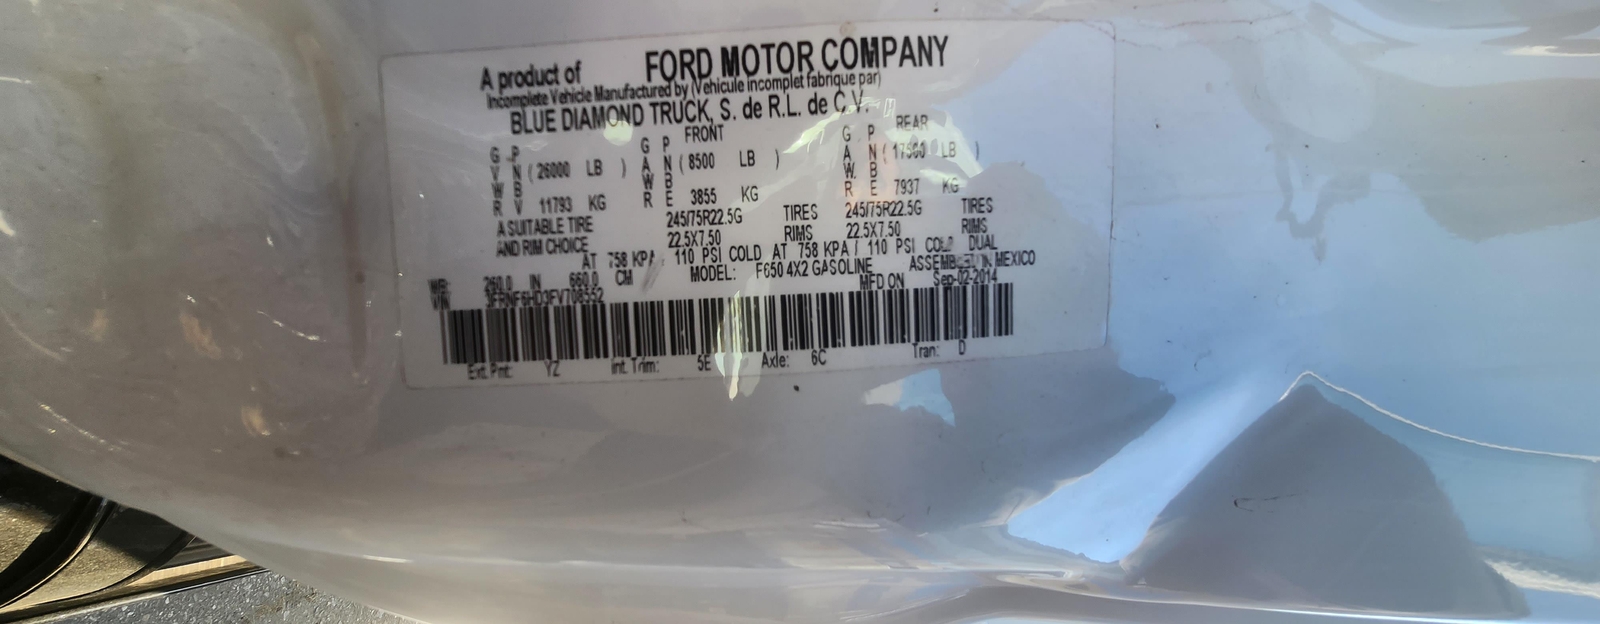 A product of FORD MOTOR COMPANY
Incomplete Vehicle Manufactured by (Vehicule incomplet fabrique par)
BLUE DIAMOND TRUCK, S. de R.L. de C.V.
FRONT REAR
G P G P G P
V N ( 26000 LB ) A N ( 8500 LB ) A N ( 17500 LB )
W B W B W B
R V 11793 KG R E 3855 KG R E 7937 KG
A SUITABLE TIRE 245/75R22.5G TIRES 245/75R22.5G TIRES
AND RIM CHOICE 22.5X7.50 RIMS 22.5X7.50 RIMS
AT 758 KPA / 110 PSI COLD AT 758 KPA / 110 PSI COLD DUAL
WB: 260.0 IN 660.0 CM MODEL: F650 4X2 GASOLINE ASSEMBLED IN MEXICO
VIN 3FRNF6HD3FV708552 MFD ON Sep-02-2014
Ext. Pnt: YZ Int. Trim: 5E Axle: 6C Tran: D